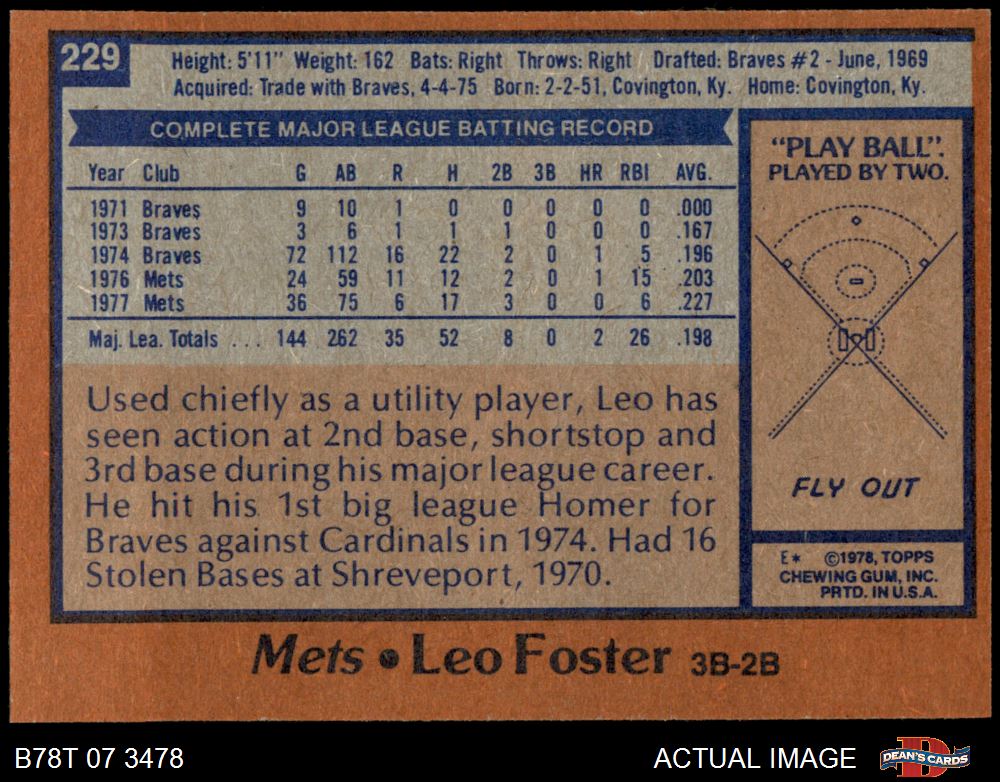 229
Height: 5'11" Weight: 162 Bats: Right Throws: Right Drafted: Braves #2 - June, 1969
Acquired: Trade with Braves, 4-4-75 Born: 2-2-51, Covington, Ky. Home: Covington, Ky.
COMPLETE MAJOR LEAGUE BATTING RECORD
Year Club G AB R H 2B 3B HR RBI AVG.
1971 Braves 9 10 1 0 0 0 0 0 .000
1973 Braves 3 6 1 1 1 0 0 0 .167
1974 Braves 72 112 16 22 2 0 1 5 .196
1976 Mets 24 59 11 12 2 0 1 15 .203
1977 Mets 36 75 6 17 3 0 0 6 .227
Maj. Lea. Totals . . . 144 262 35 52 8 0 2 26 .198
Used chiefly as a utility player, Leo has
seen action at 2nd base, shortstop and
3rd base during his major league career.
He hit his 1st big league Homer for
Braves against Cardinals in 1974. Had 16
Stolen Bases at Shreveport, 1970.
"PLAY BALL".
PLAYED BY TWO.
FLY OUT
E* ©1978, TOPPS
CHEWING GUM, INC.
PRTD. IN U.S.A.
Mets • Leo Foster 3B-2B
B78T 07 3478
ACTUAL IMAGE
D
DEAN'S CARDS